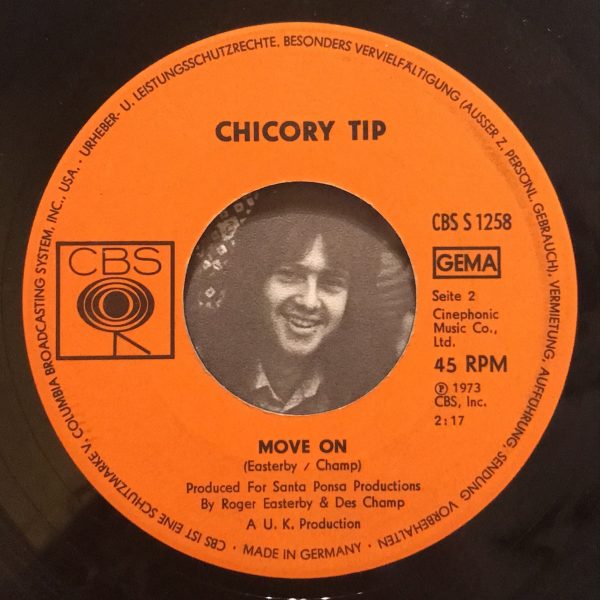 URHEBER- U. LEISTUNGSSCHUTZRECHTE, BESONDERS VERVIELFÄLTIGUNG (AUSSER Z. PERSÖNL. GEBRAUCH), VERMIETUNG, AUFFÜHRUNG, SENDUNG VORBEHALTEN
CHICORY TIP
CBS
CBS S 1258
GEMA
Seite 2
Cinephonic
Music Co.,
Ltd.
45 RPM
Ⓟ 1973
CBS, Inc.
2:17
MOVE ON
(Easterby / Champ)
Produced For Santa Ponsa Productions
By Roger Easterby & Des Champ
A U. K. Production
· MADE IN GERMANY ·
CBS IST EINE SCHUTZMARKE V. COLUMBIA BROADCASTING SYSTEM, INC., USA. ·